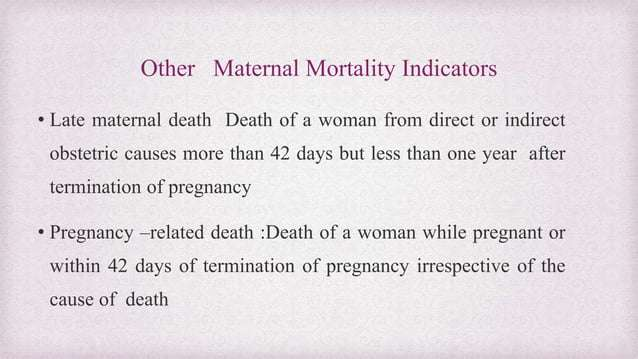 Other Maternal Mortality Indicators
• Late maternal death Death of a woman from direct or indirect
obstetric causes more than 42 days but less than one year after
termination of pregnancy
• Pregnancy –related death :Death of a woman while pregnant or
within 42 days of termination of pregnancy irrespective of the
cause of death